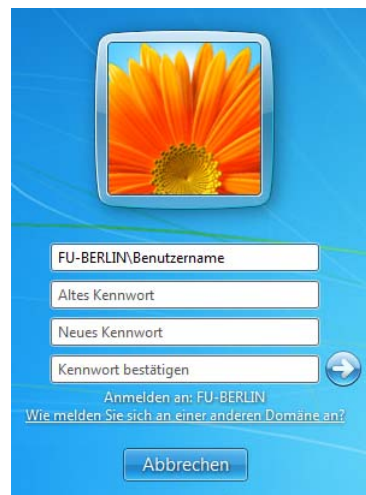 FU-BERLIN\Benutzername
Altes Kennwort
Neues Kennwort
Kennwort bestätigen
Anmelden an: FU-BERLIN
Wie melden Sie sich an einer anderen Domäne an?
Abbrechen